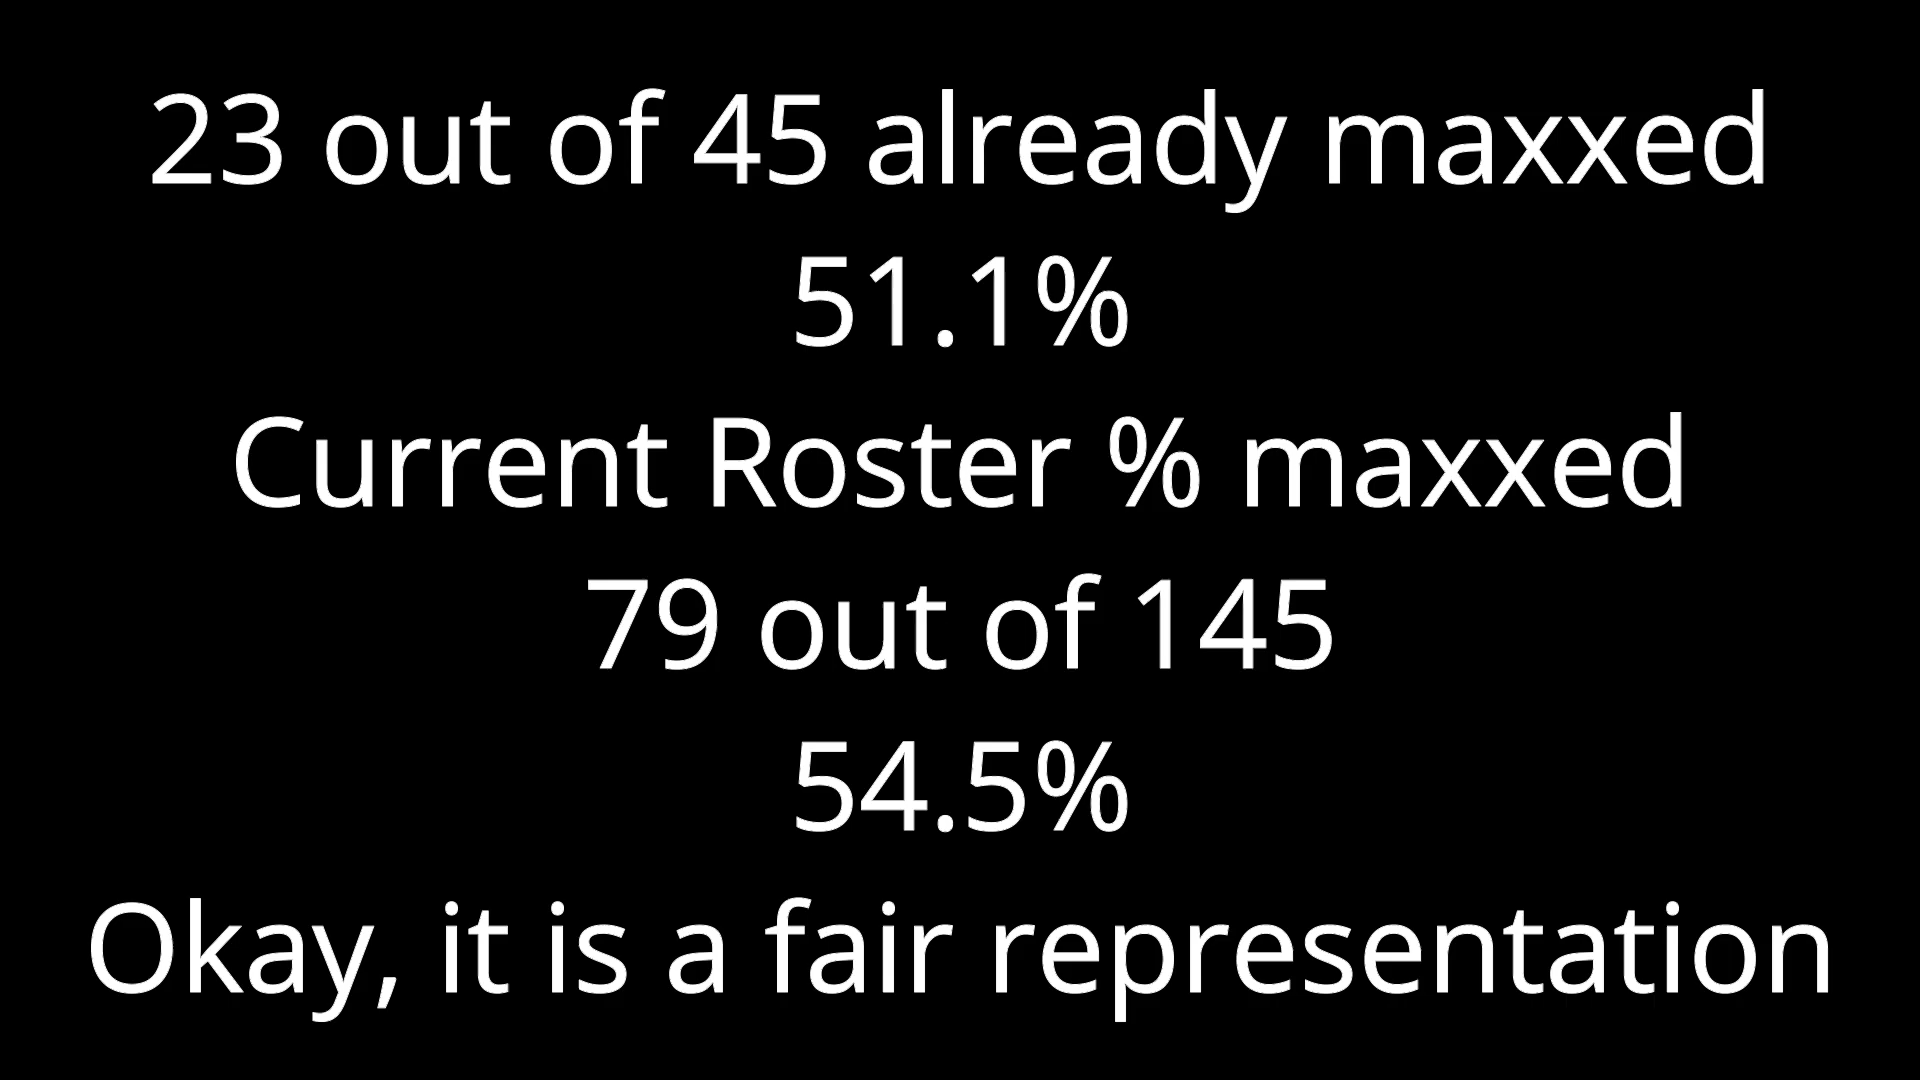 23 out of 45 already maxxed
51.1%
Current Roster % maxxed
79 out of 145
54.5%
Okay, it is a fair representation